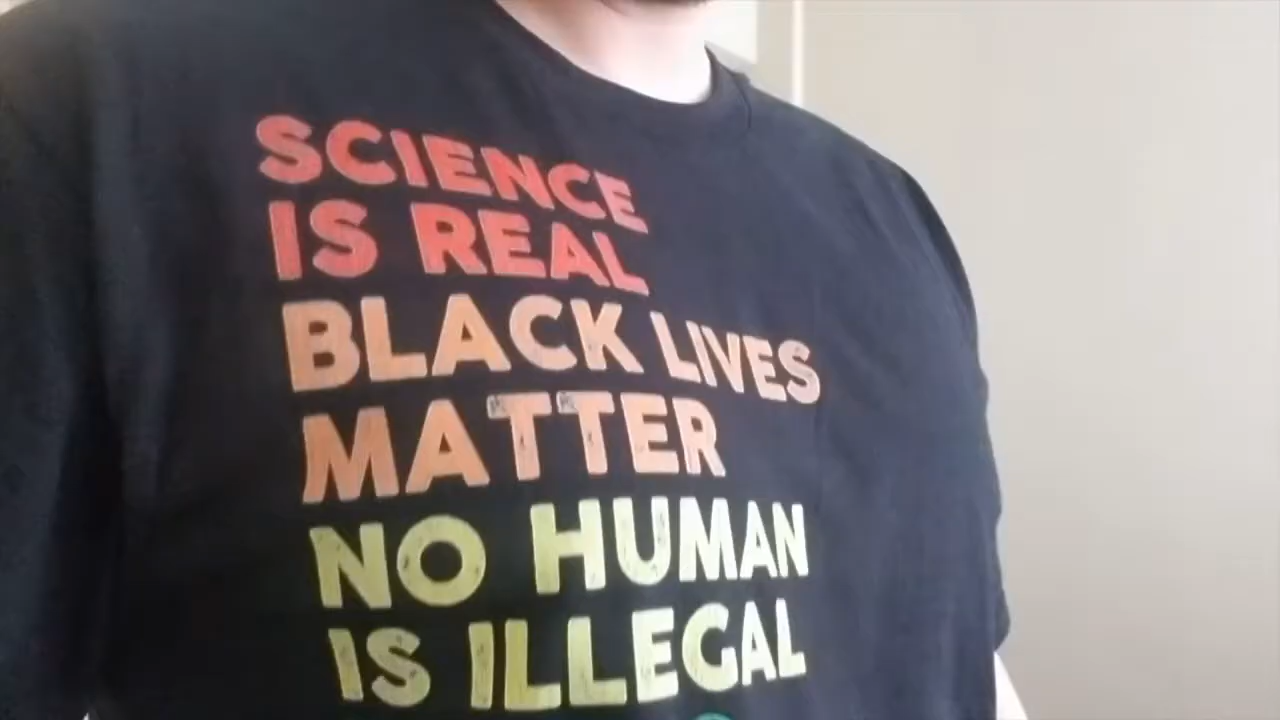 SCIENCE
IS REAL
BLACK LIVES
MATTER
NO HUMAN
IS ILLEGAL